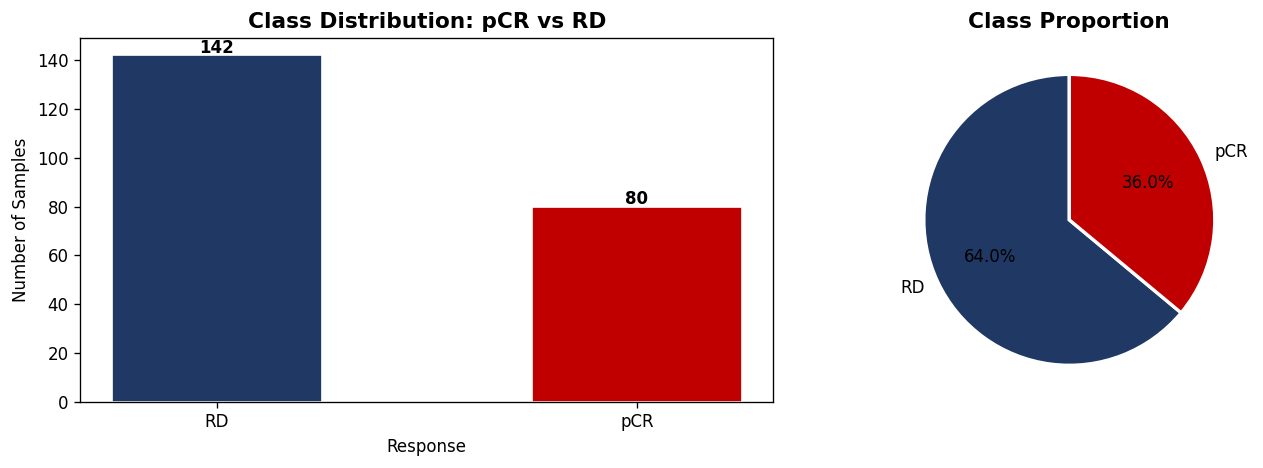 Class Distribution: pCR vs RD
142
80
140
120
100
80
60
40
20
0
Number of Samples
RD
pCR
Response
Class Proportion
pCR
36.0%
64.0%
RD